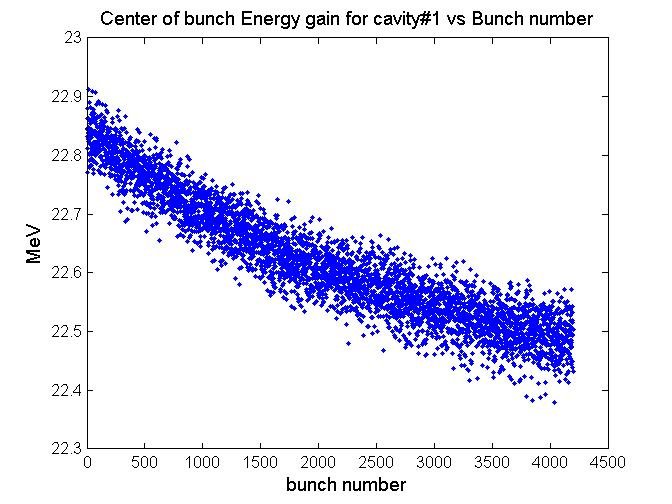 Center of bunch Energy gain for cavity#1 vs Bunch number
23
22.9
22.8
22.7
22.6
22.5
22.4
22.3
MeV
0 500 1000 1500 2000 2500 3000 3500 4000 4500
bunch number